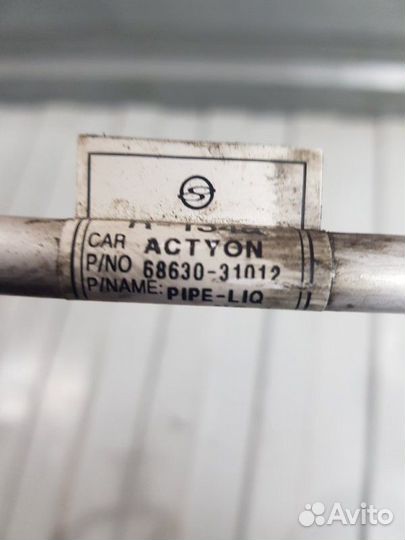 CAR ACTYON
P/NO 68630-31012
P/NAME: PIPE-LIQ
Avito